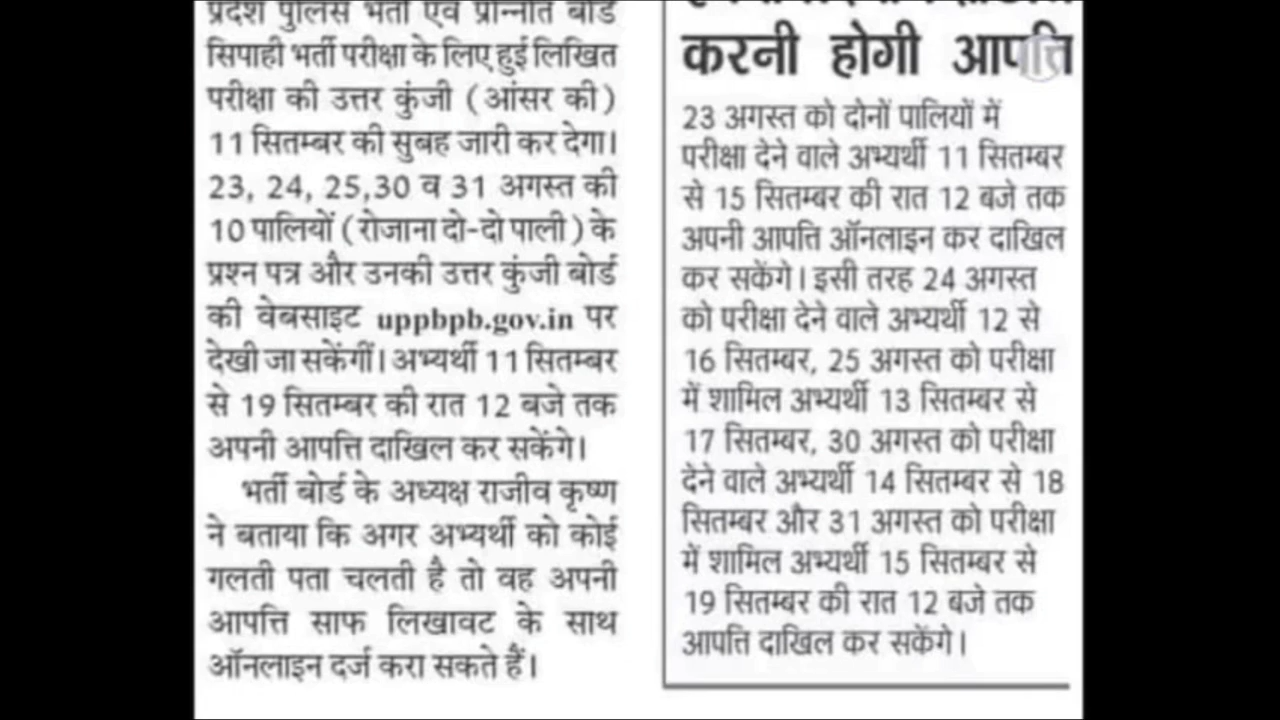 प्रदेश पुलिस भर्ती एवं प्रोन्नति बोर्ड
सिपाही भर्ती परीक्षा के लिए हुई लिखित
परीक्षा की उत्तर कुंजी (आंसर की)
11 सितम्बर की सुबह जारी कर देगा।
23, 24, 25,30 व 31 अगस्त की
10 पालियों (रोजाना दो-दो पाली) के
प्रश्न पत्र और उनकी उत्तर कुंजी बोर्ड
की वेबसाइट uppbpb.gov.in पर
देखी जा सकेंगीं। अभ्यर्थी 11 सितम्बर
से 19 सितम्बर की रात 12 बजे तक
अपनी आपत्ति दाखिल कर सकेंगे।
भर्ती बोर्ड के अध्यक्ष राजीव कृष्ण
ने बताया कि अगर अभ्यर्थी को कोई
गलती पता चलती है तो वह अपनी
आपत्ति साफ लिखावट के साथ
ऑनलाइन दर्ज करा सकते हैं।
करनी होगी आपत्ति
23 अगस्त को दोनों पालियों में
परीक्षा देने वाले अभ्यर्थी 11 सितम्बर
से 15 सितम्बर की रात 12 बजे तक
अपनी आपत्ति ऑनलाइन कर दाखिल
कर सकेंगे। इसी तरह 24 अगस्त
को परीक्षा देने वाले अभ्यर्थी 12 से
16 सितम्बर, 25 अगस्त को परीक्षा
में शामिल अभ्यर्थी 13 सितम्बर से
17 सितम्बर, 30 अगस्त को परीक्षा
देने वाले अभ्यर्थी 14 सितम्बर से 18
सितम्बर और 31 अगस्त को परीक्षा
में शामिल अभ्यर्थी 15 सितम्बर से
19 सितम्बर की रात 12 बजे तक
आपत्ति दाखिल कर सकेंगे।